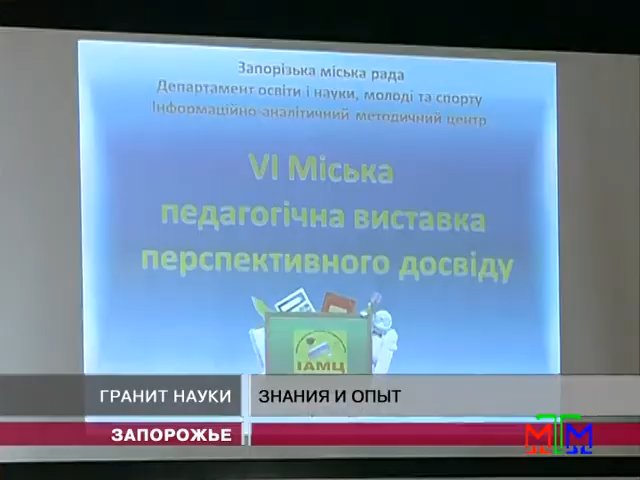 Запорізька міська рада
Департамент освіти і науки, молоді та спорту
Інформаційно-аналітичний методичний центр
VI Міська
педагогічна виставка
перспективного досвіду
ІАМЦ
ГРАНИТ НАУКИ
ЗНАНИЯ И ОПЫТ
ЗАПОРОЖЬЕ
МТМ